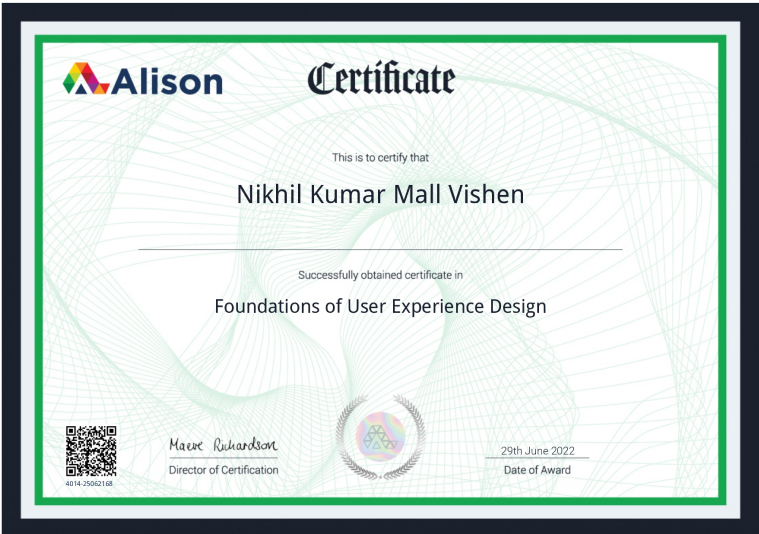 Alison
Certificate
This is to certify that
Nikhil Kumar Mall Vishen
Successfully obtained certificate in
Foundations of User Experience Design
Maeve Richardson
Director of Certification
29th June 2022
Date of Award
4014-25062168